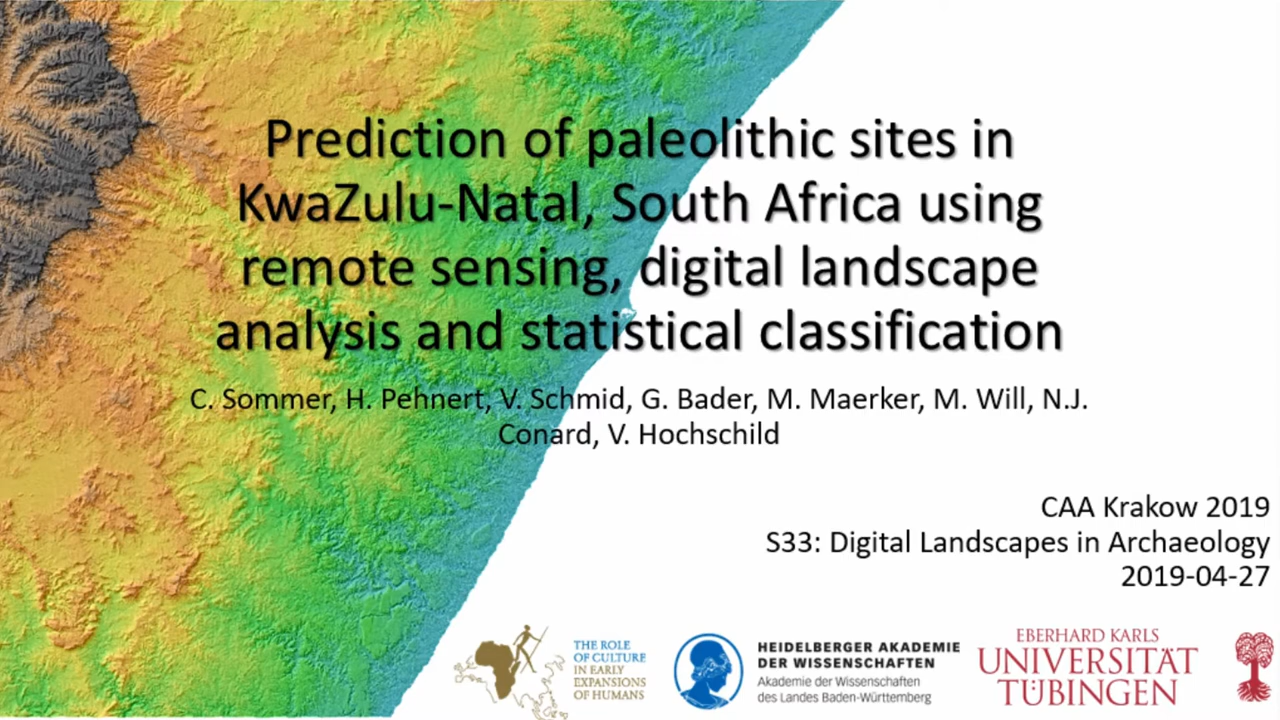 Prediction of paleolithic sites in
KwaZulu-Natal, South Africa using
remote sensing, digital landscape
analysis and statistical classification
C. Sommer, H. Pehnert, V. Schmid, G. Bader, M. Maerker, M. Will, N.J.
Conard, V. Hochschild
CAA Krakow 2019
S33: Digital Landscapes in Archaeology
2019-04-27
THE ROLE
OF CULTURE
IN EARLY
EXPANSIONS
OF HUMANS
HEIDELBERGER AKADEMIE
DER WISSENSCHAFTEN
Akademie der Wissenschaften
des Landes Baden-Württemberg
EBERHARD KARLS
UNIVERSITÄT
TÜBINGEN